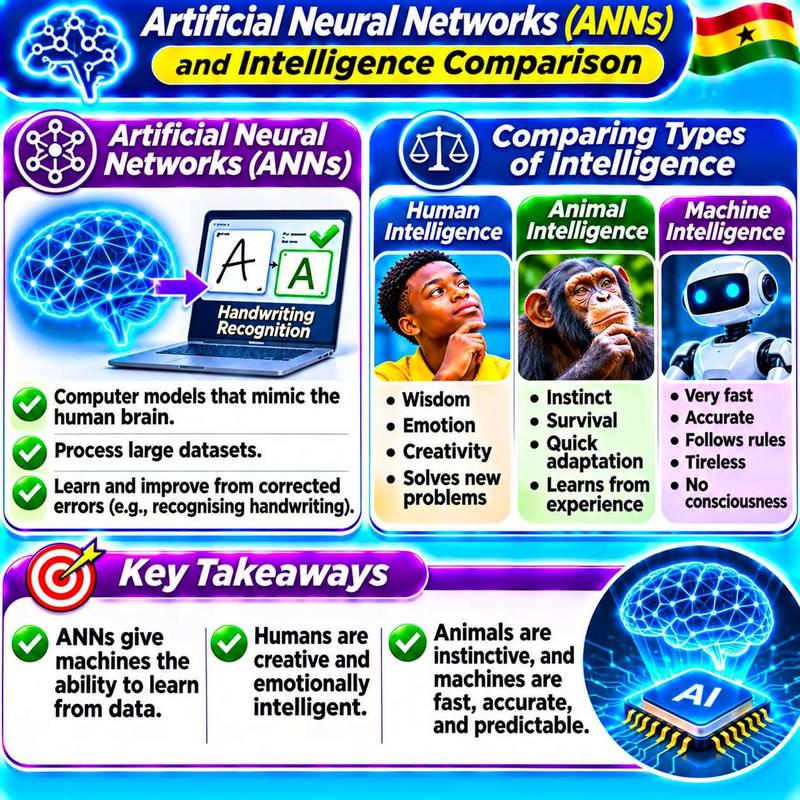 Artificial Neural Networks (ANNs)
and Intelligence Comparison
Artificial Neural
Networks (ANNs)
A
A
Handwriting
Recognition
Computer models that mimic the
human brain.
Process large datasets.
Learn and improve from corrected
errors (e.g., recognising handwriting).
Comparing Types
of Intelligence
Human
Intelligence
• Wisdom
• Emotion
• Creativity
• Solves new
problems
Animal
Intelligence
• Instinct
• Survival
• Quick
adaptation
• Learns from
experience
Machine
Intelligence
• Very fast
• Accurate
• Follows rules
• Tireless
• No
consciousness
Key Takeaways
ANNs give
machines the
ability to learn
from data.
Humans are
creative and
emotionally
intelligent.
Animals are
instinctive, and
machines are
fast, accurate,
and predictable.
AI